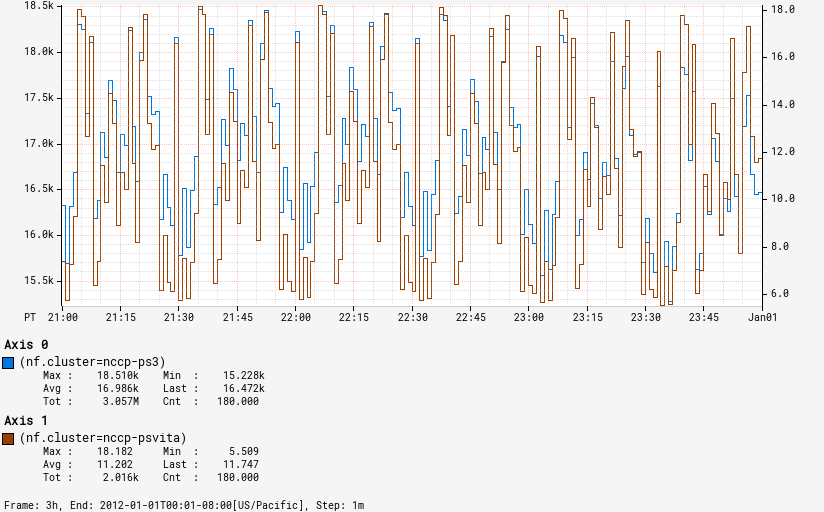 18.5k
18.0k
17.5k
17.0k
16.5k
16.0k
15.5k
18.0
16.0
14.0
12.0
10.0
8.0
6.0
PT 21:00 21:15 21:30 21:45 22:00 22:15 22:30 22:45 23:00 23:15 23:30 23:45 Jan01
Axis 0
(nf.cluster=nccp-ps3)
Max : 18.510k Min : 15.228k
Avg : 16.986k Last : 16.472k
Tot : 3.057M Cnt : 180.000
Axis 1
(nf.cluster=nccp-psvita)
Max : 18.182 Min : 5.509
Avg : 11.202 Last : 11.747
Tot : 2.016k Cnt : 180.000
Frame: 3h, End: 2012-01-01T00:01-08:00[US/Pacific], Step: 1m